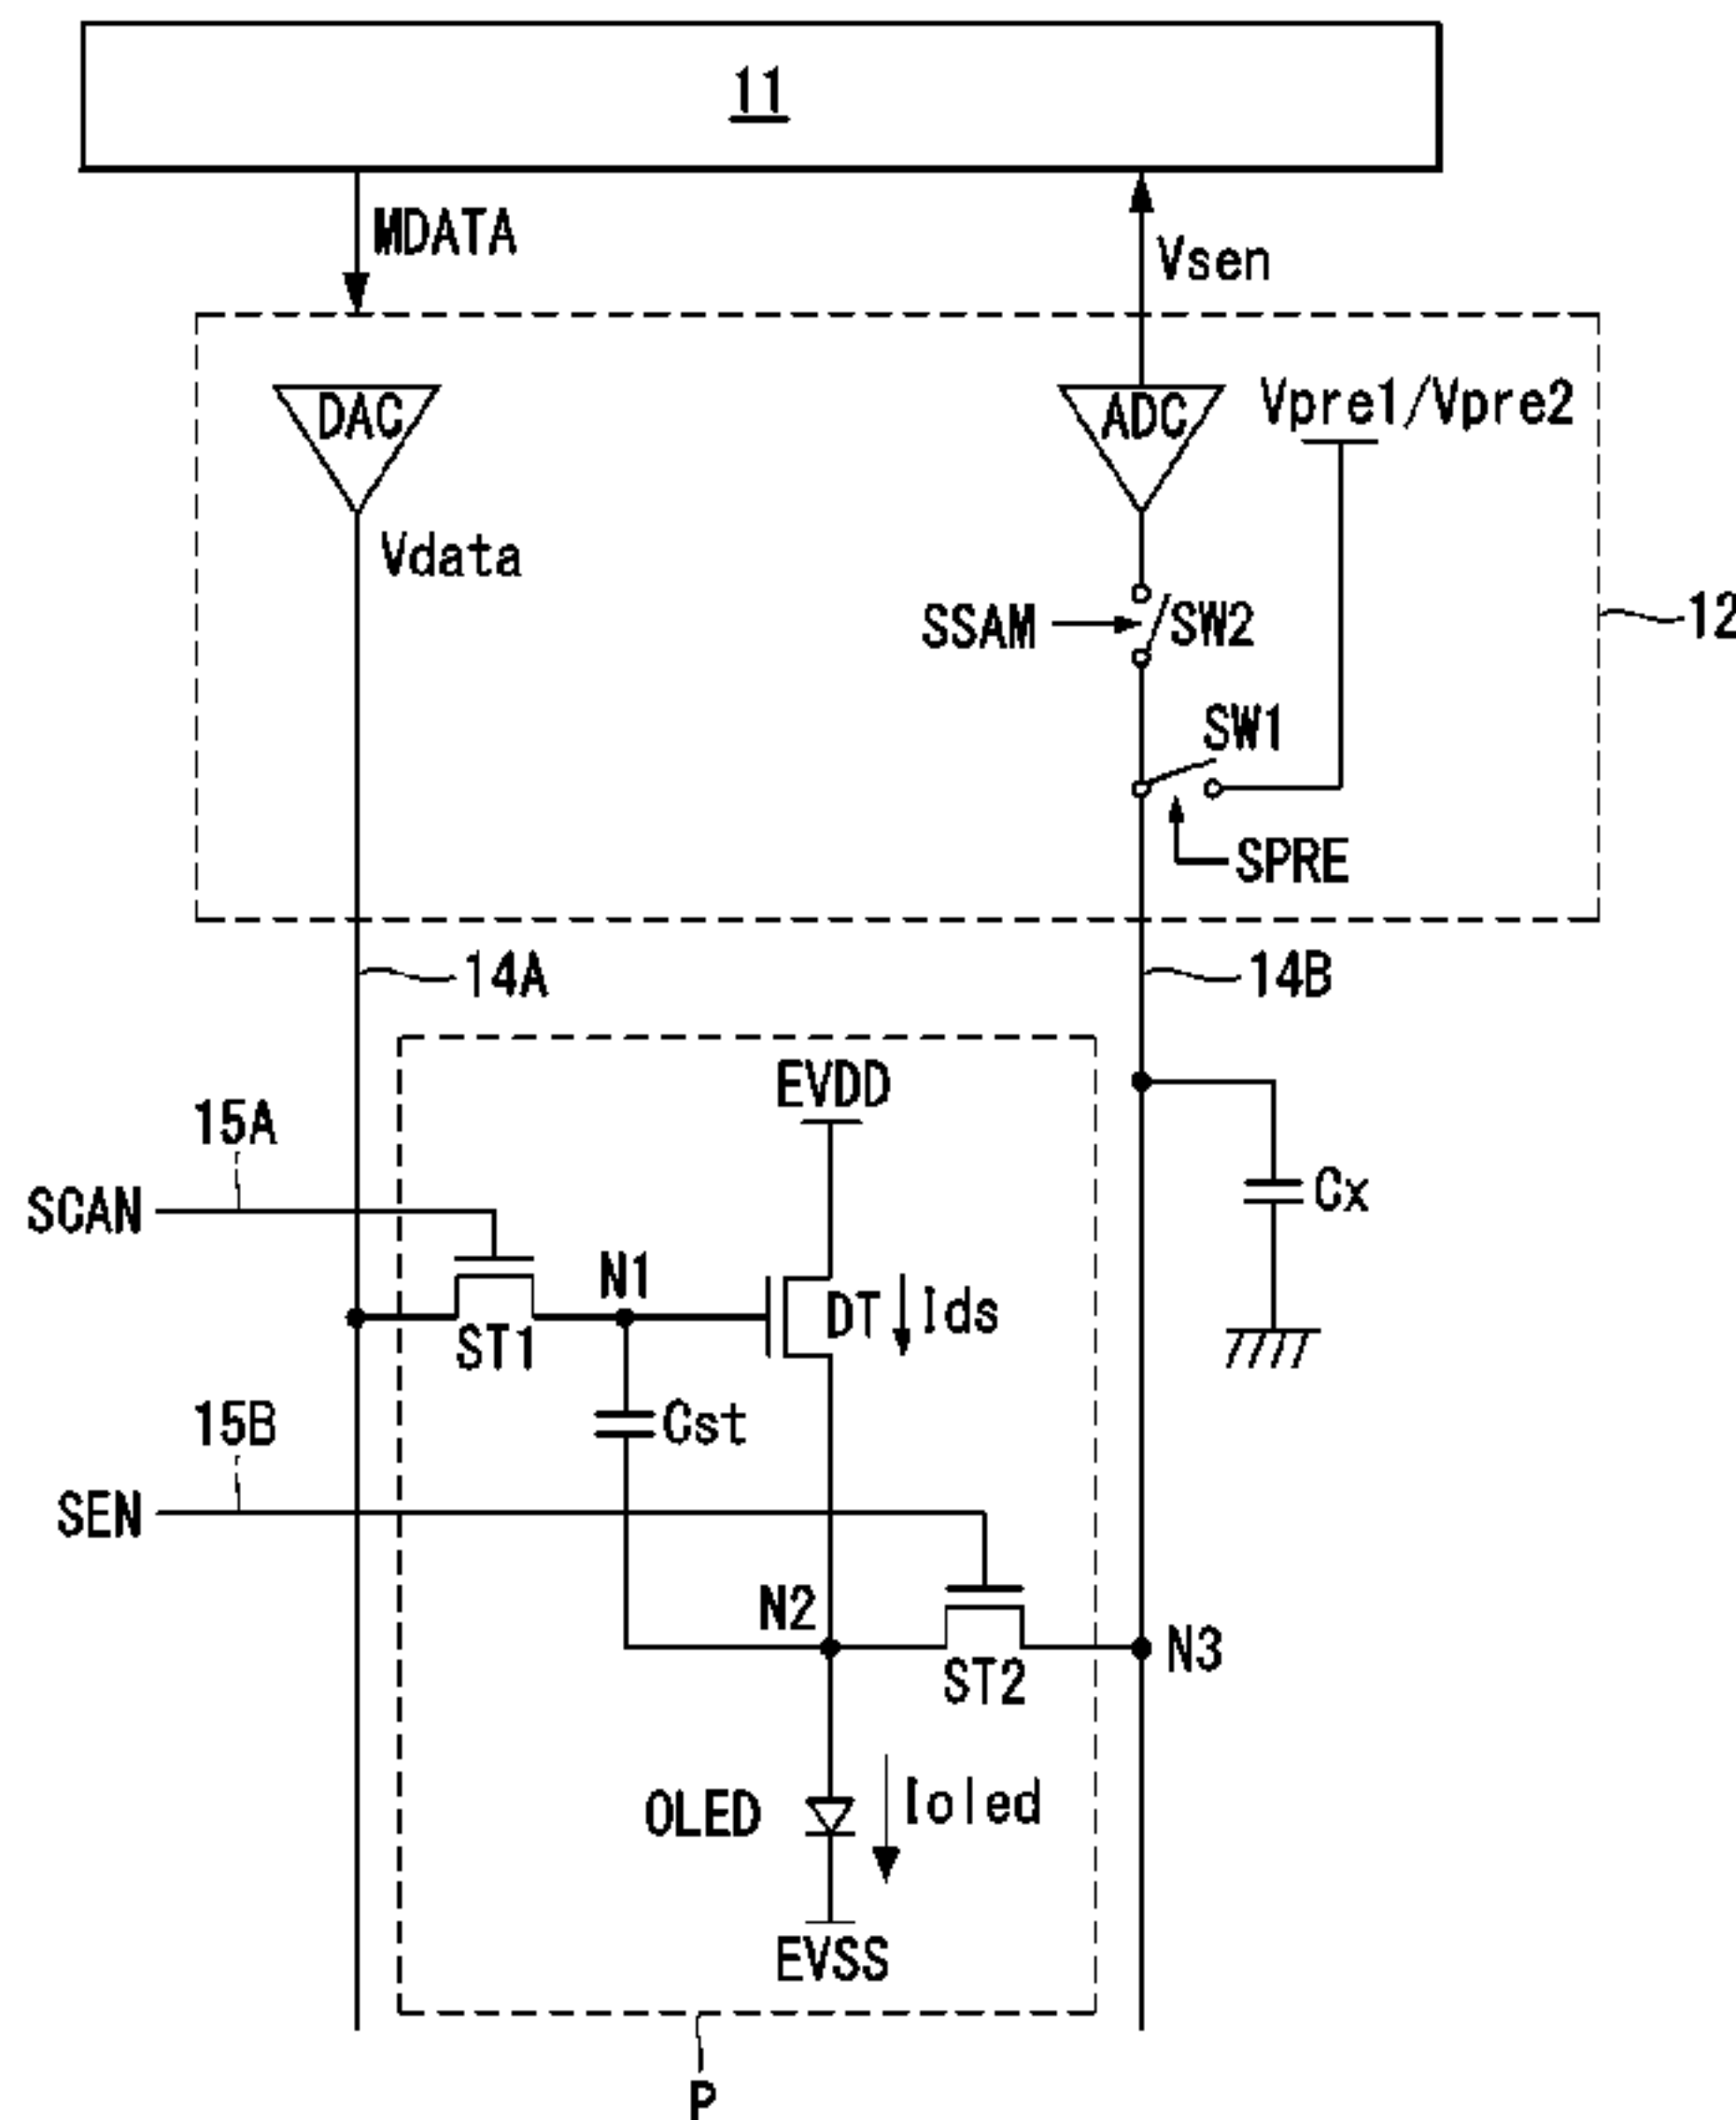 11
MDATA
Vsen
DAC
ADC
Vpre1/Vpre2
Vdata
SSAM
SW2
12
SW1
SPRE
14A
14B
EVDD
15A
SCAN
Cx
N1
DT
Ids
ST1
15B
Cst
SEN
N2
N3
ST2
OLED
Ioled
EVSS
P